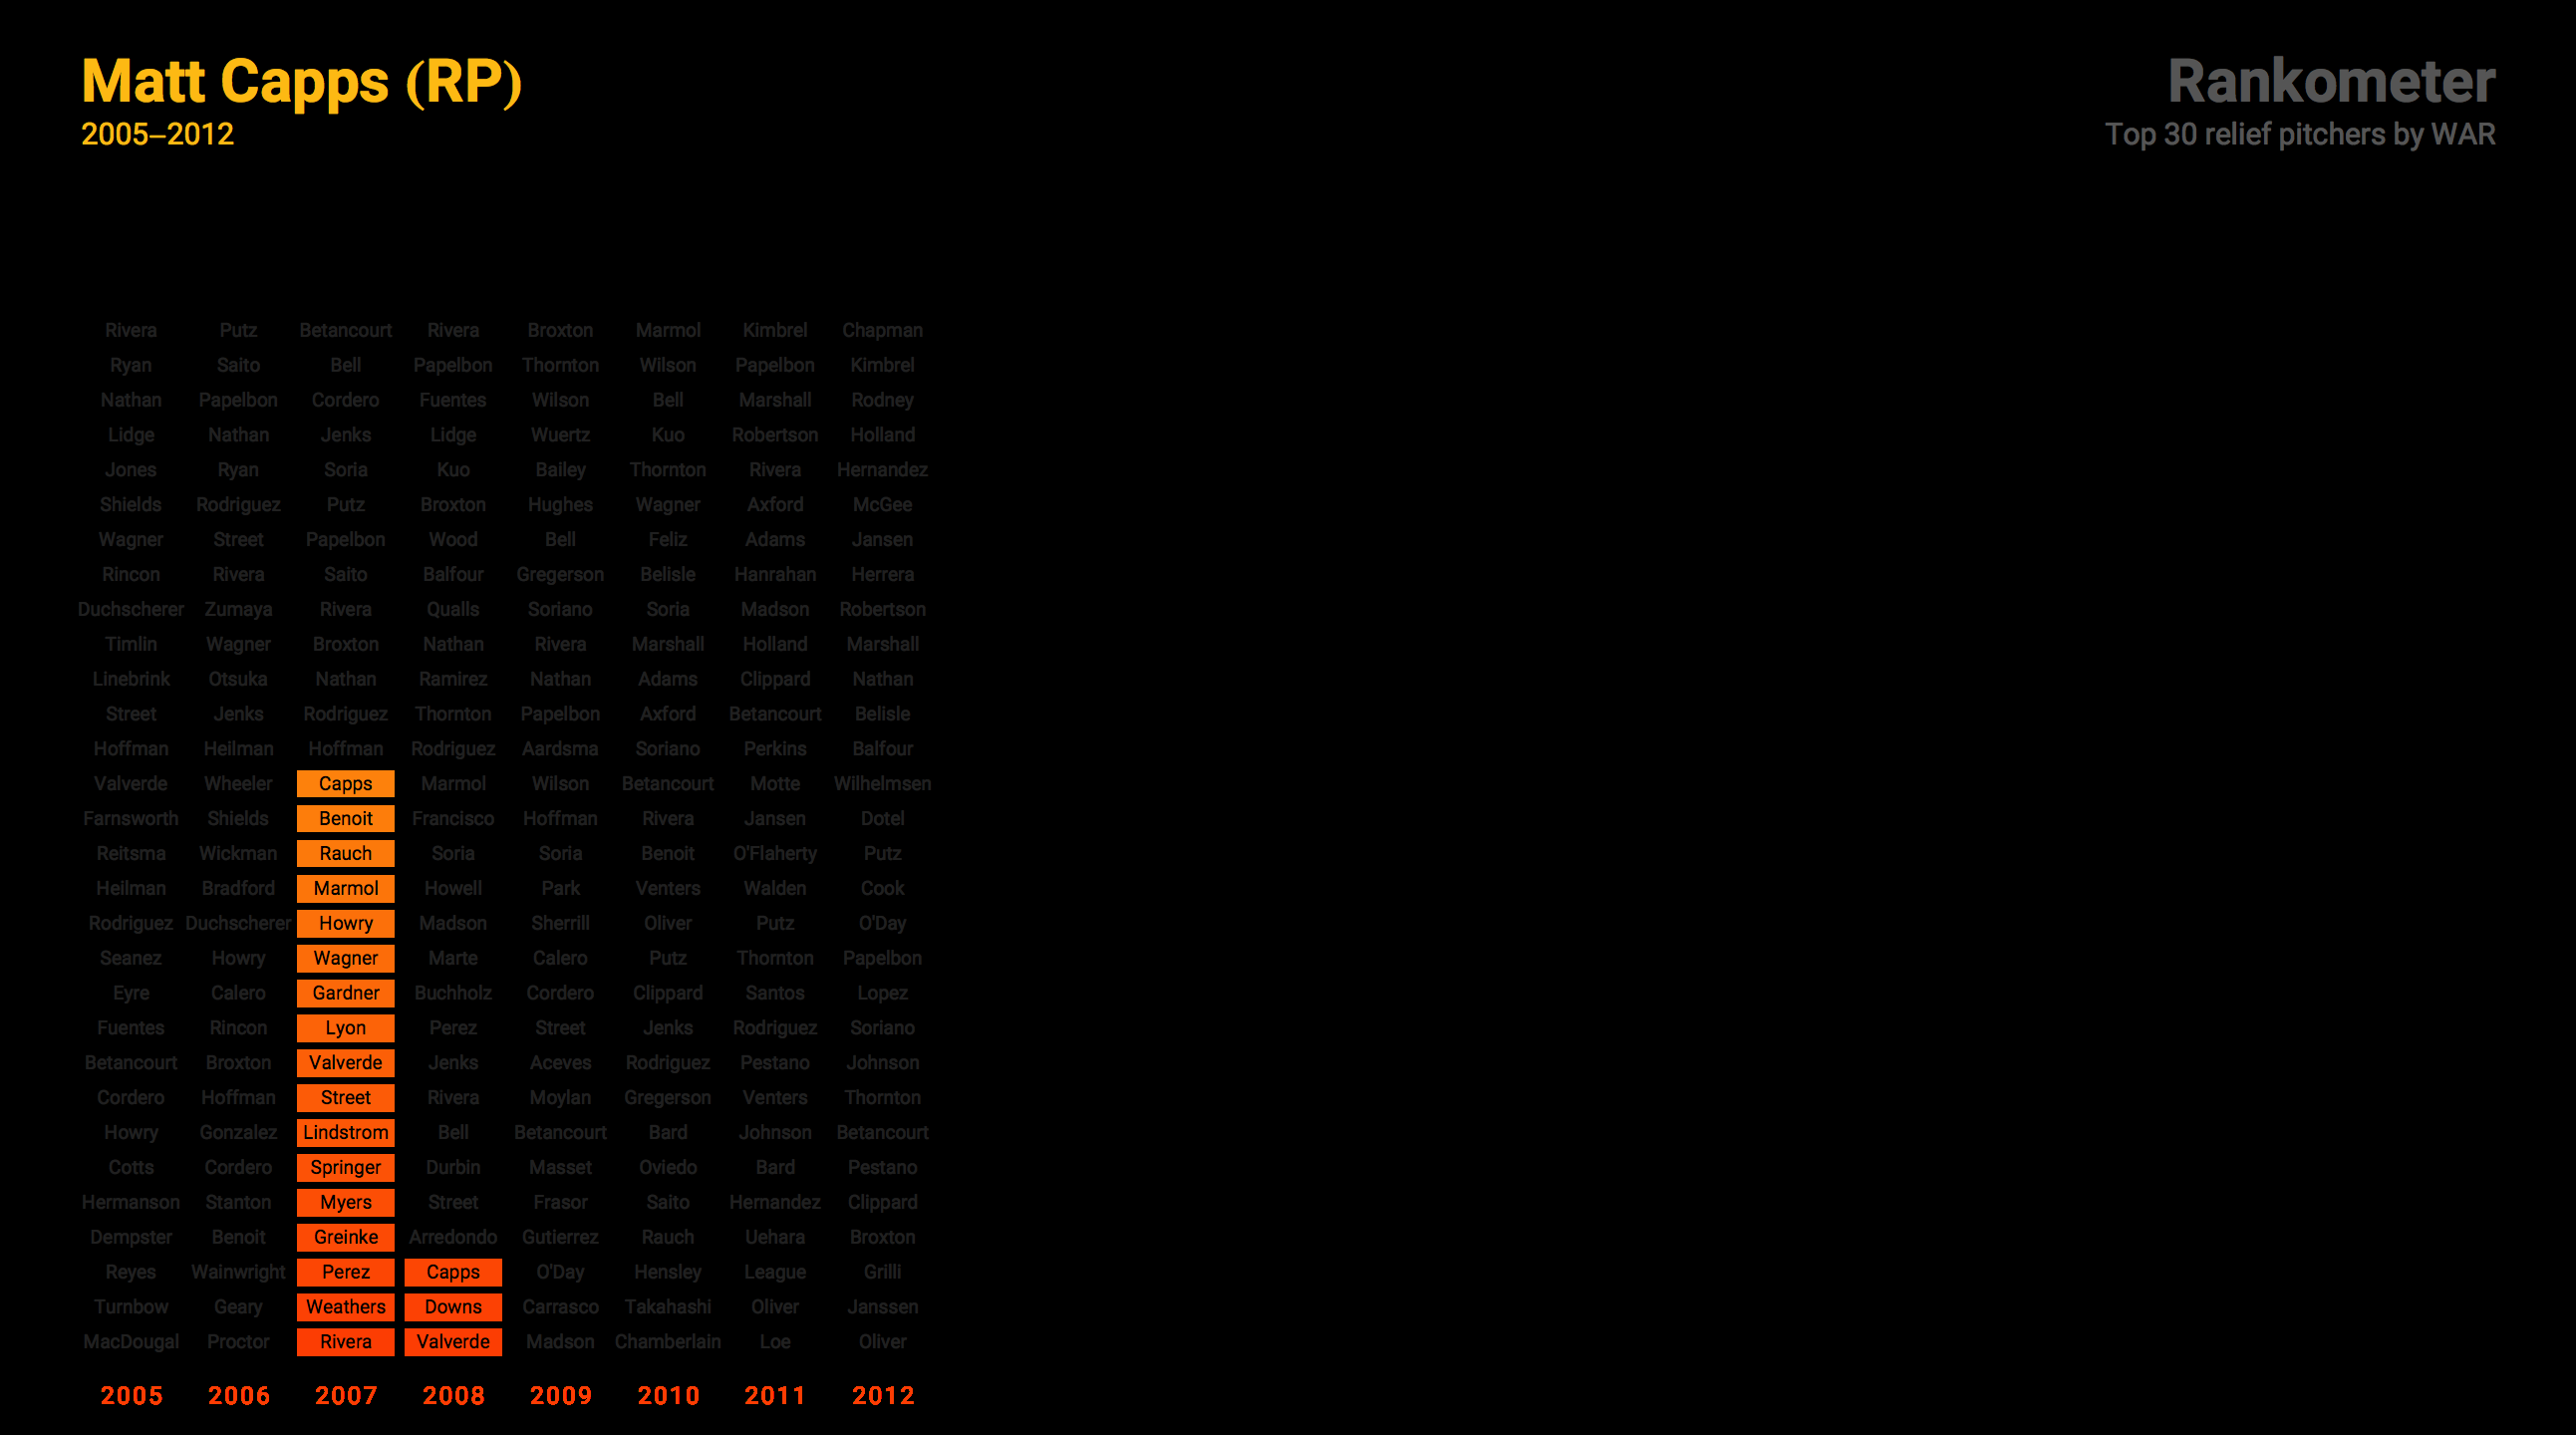 Matt Capps (RP)
2005–2012
Rankometer
Top 30 relief pitchers by WAR
Rivera Putz Betancourt Rivera Broxton Marmol Kimbrel Chapman
Ryan Saito Bell Papelbon Thornton Wilson Papelbon Kimbrel
Nathan Papelbon Cordero Fuentes Wilson Bell Marshall Rodney
Lidge Nathan Jenks Lidge Wuertz Kuo Robertson Holland
Jones Ryan Soria Kuo Bailey Thornton Rivera Hernandez
Shields Rodriguez Putz Broxton Hughes Wagner Axford McGee
Wagner Street Papelbon Wood Bell Feliz Adams Jansen
Rincon Rivera Saito Balfour Gregerson Belisle Hanrahan Herrera
Duchscherer Zumaya Rivera Qualls Soriano Soria Madson Robertson
Timlin Wagner Broxton Nathan Rivera Marshall Holland Marshall
Linebrink Otsuka Nathan Ramirez Nathan Adams Clippard Nathan
Street Jenks Rodriguez Thornton Papelbon Axford Betancourt Belisle
Hoffman Heilman Hoffman Rodriguez Aardsma Soriano Perkins Balfour
Valverde Wheeler Capps Marmol Wilson Betancourt Motte Wilhelmsen
Farnsworth Shields Benoit Francisco Hoffman Rivera Jansen Dotel
Reitsma Wickman Rauch Soria Soria Benoit O'Flaherty Putz
Heilman Bradford Marmol Howell Park Venters Walden Cook
Rodriguez Duchscherer Howry Madson Sherrill Oliver Putz O'Day
Seanez Howry Wagner Marte Calero Putz Thornton Papelbon
Eyre Calero Gardner Buchholz Cordero Clippard Santos Lopez
Fuentes Rincon Lyon Perez Street Jenks Rodriguez Soriano
Betancourt Broxton Valverde Jenks Aceves Rodriguez Pestano Johnson
Cordero Hoffman Street Rivera Moylan Gregerson Venters Thornton
Howry Gonzalez Lindstrom Bell Betancourt Bard Johnson Betancourt
Cotts Cordero Springer Durbin Masset Oviedo Bard Pestano
Hermanson Stanton Myers Street Frasor Saito Hernandez Clippard
Dempster Benoit Greinke Arredondo Gutierrez Rauch Uehara Broxton
Reyes Wainwright Perez Capps O'Day Hensley League Grilli
Turnbow Geary Weathers Downs Carrasco Takahashi Oliver Janssen
MacDougal Proctor Rivera Valverde Madson Chamberlain Loe Oliver
2005 2006 2007 2008 2009 2010 2011 2012